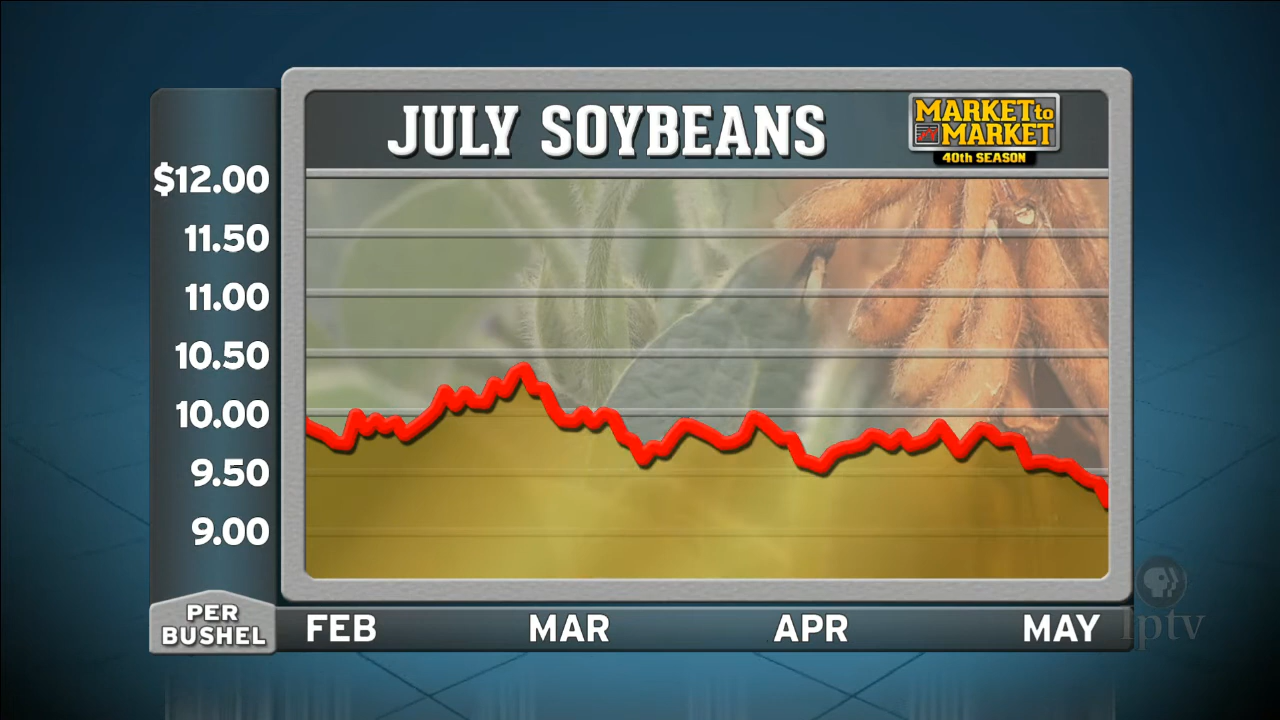 JULY SOYBEANS
MARKET to
MARKET
40th SEASON
$12.00
11.50
11.00
10.50
10.00
9.50
9.00
PER
BUSHEL
FEB MAR APR MAY
Iptv